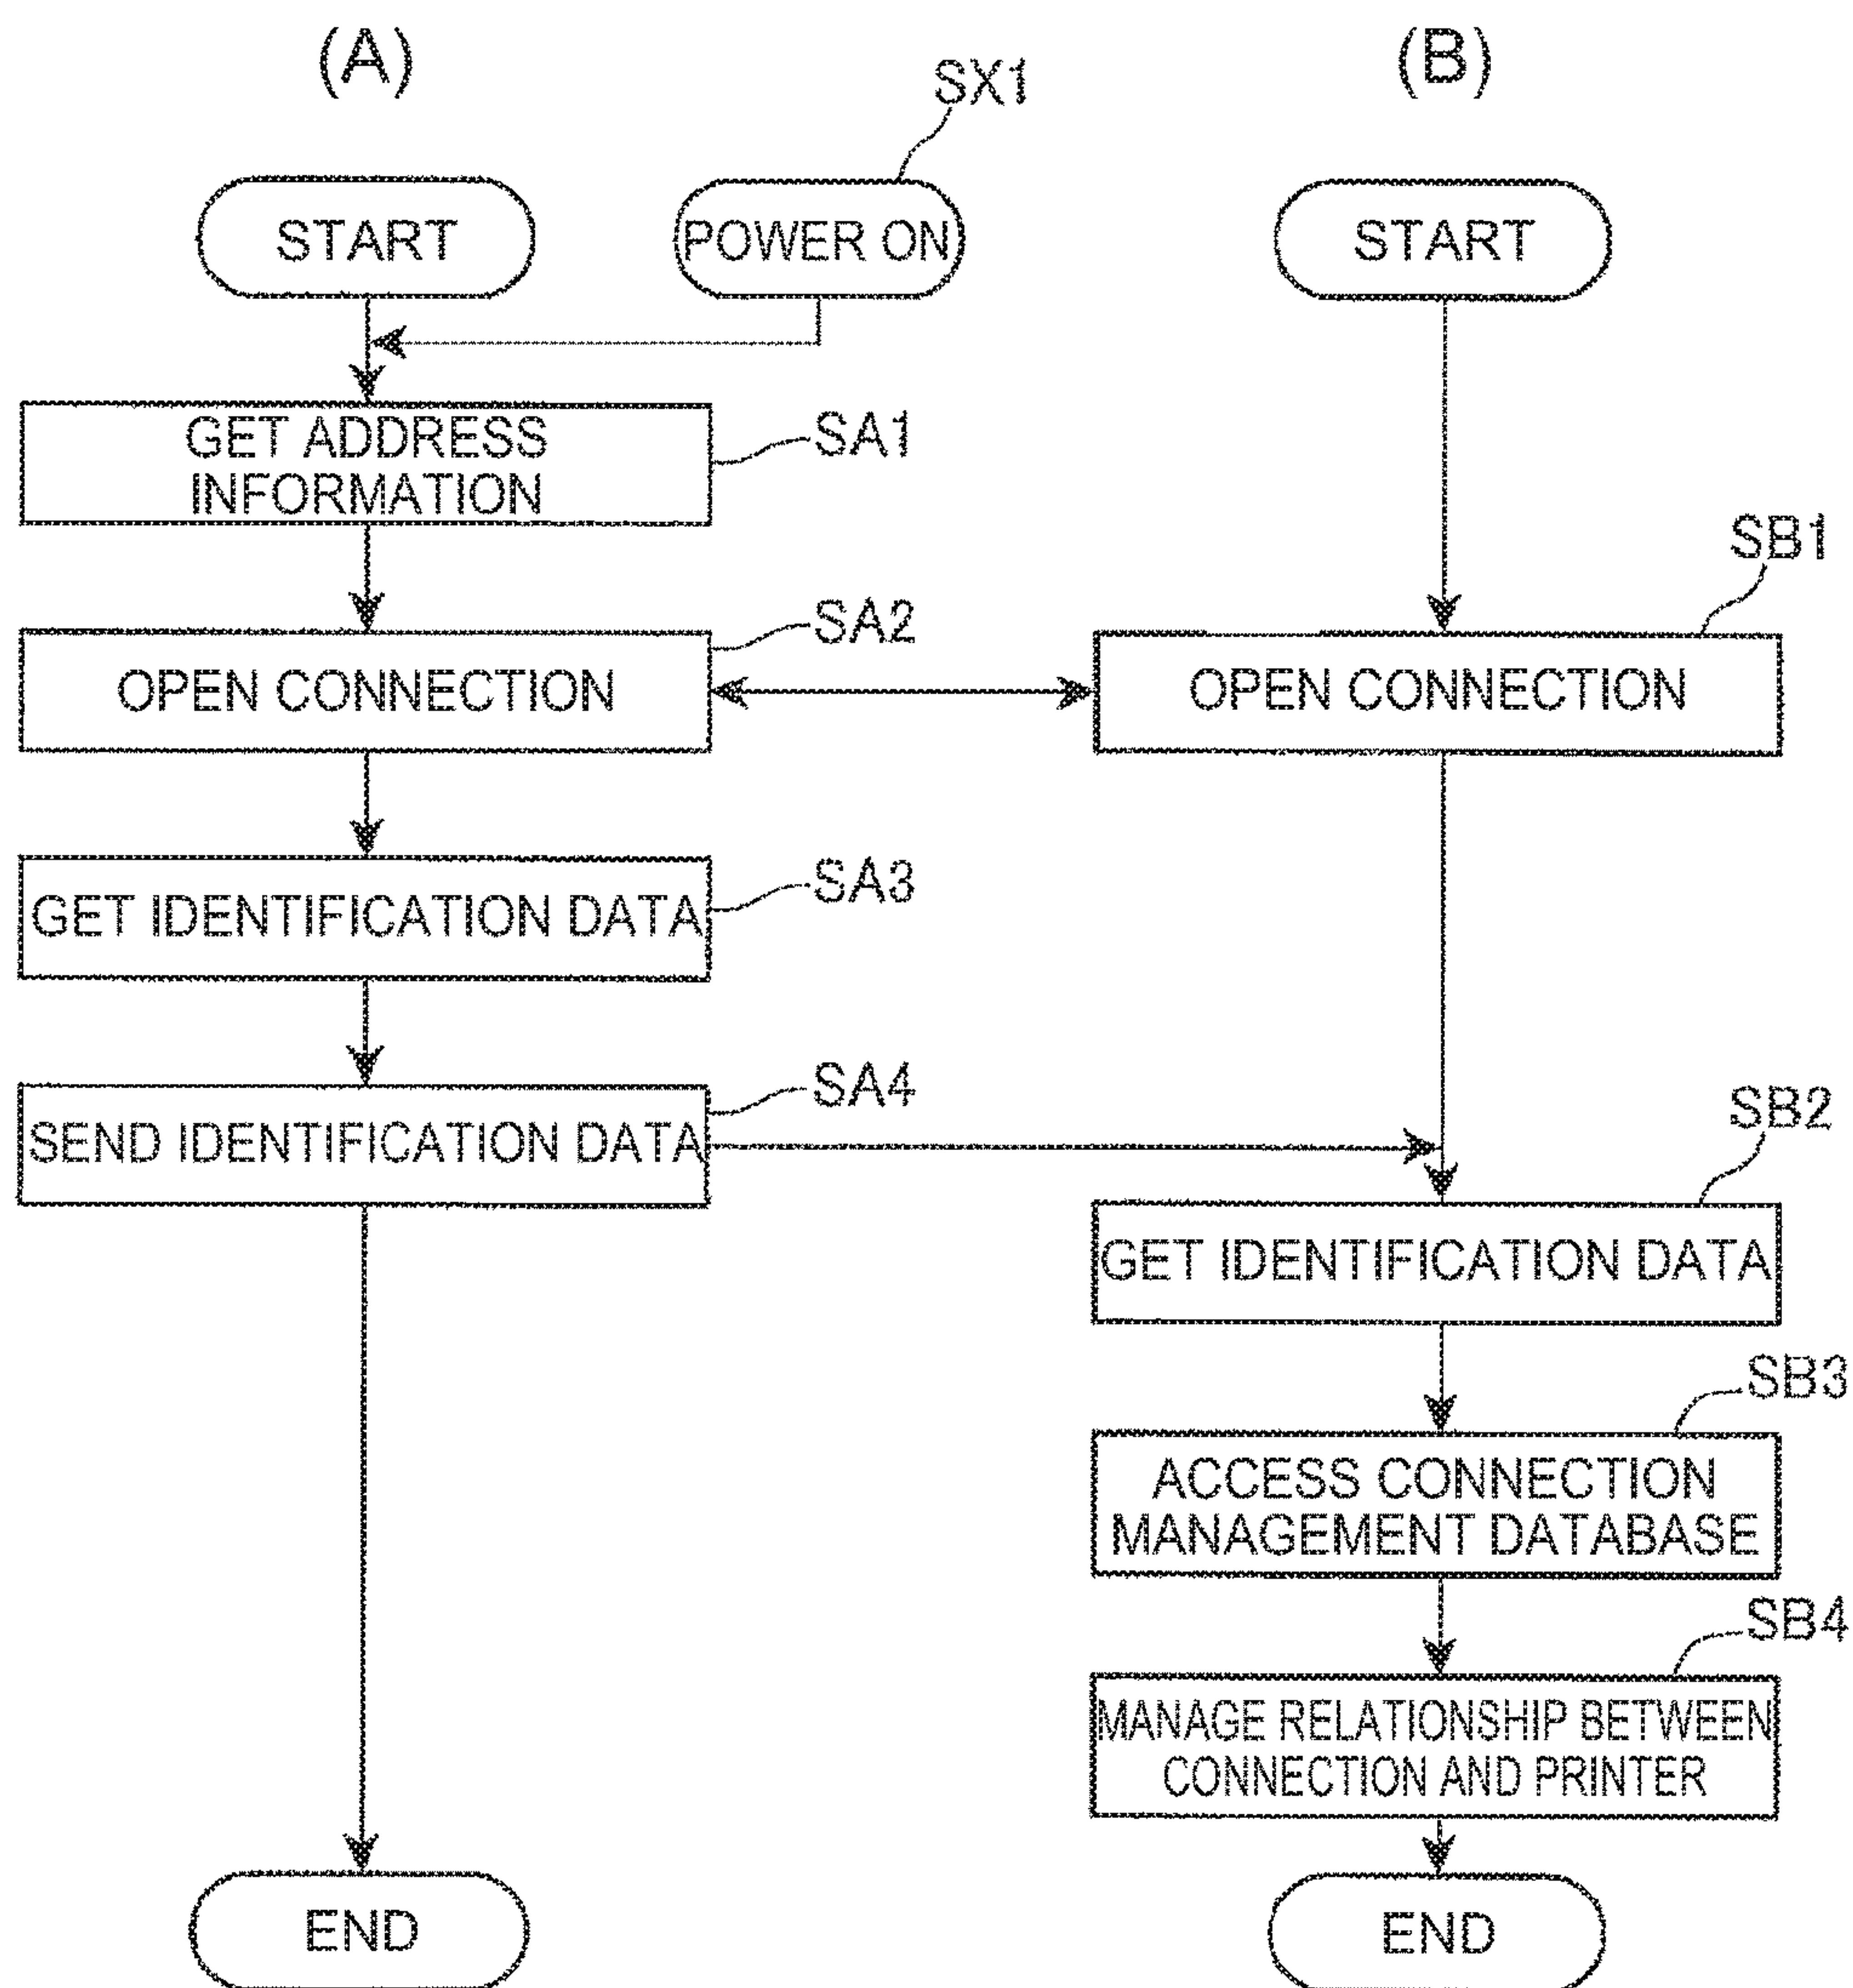 (A)
(B)
SX1
START
POWER ON
START
GET ADDRESS
INFORMATION
SA1
SB1
SA2
OPEN CONNECTION
OPEN CONNECTION
SA3
GET IDENTIFICATION DATA
SA4
SEND IDENTIFICATION DATA
SB2
GET IDENTIFICATION DATA
SB3
ACCESS CONNECTION
MANAGEMENT DATABASE
SB4
MANAGE RELATIONSHIP BETWEEN
CONNECTION AND PRINTER
END
END